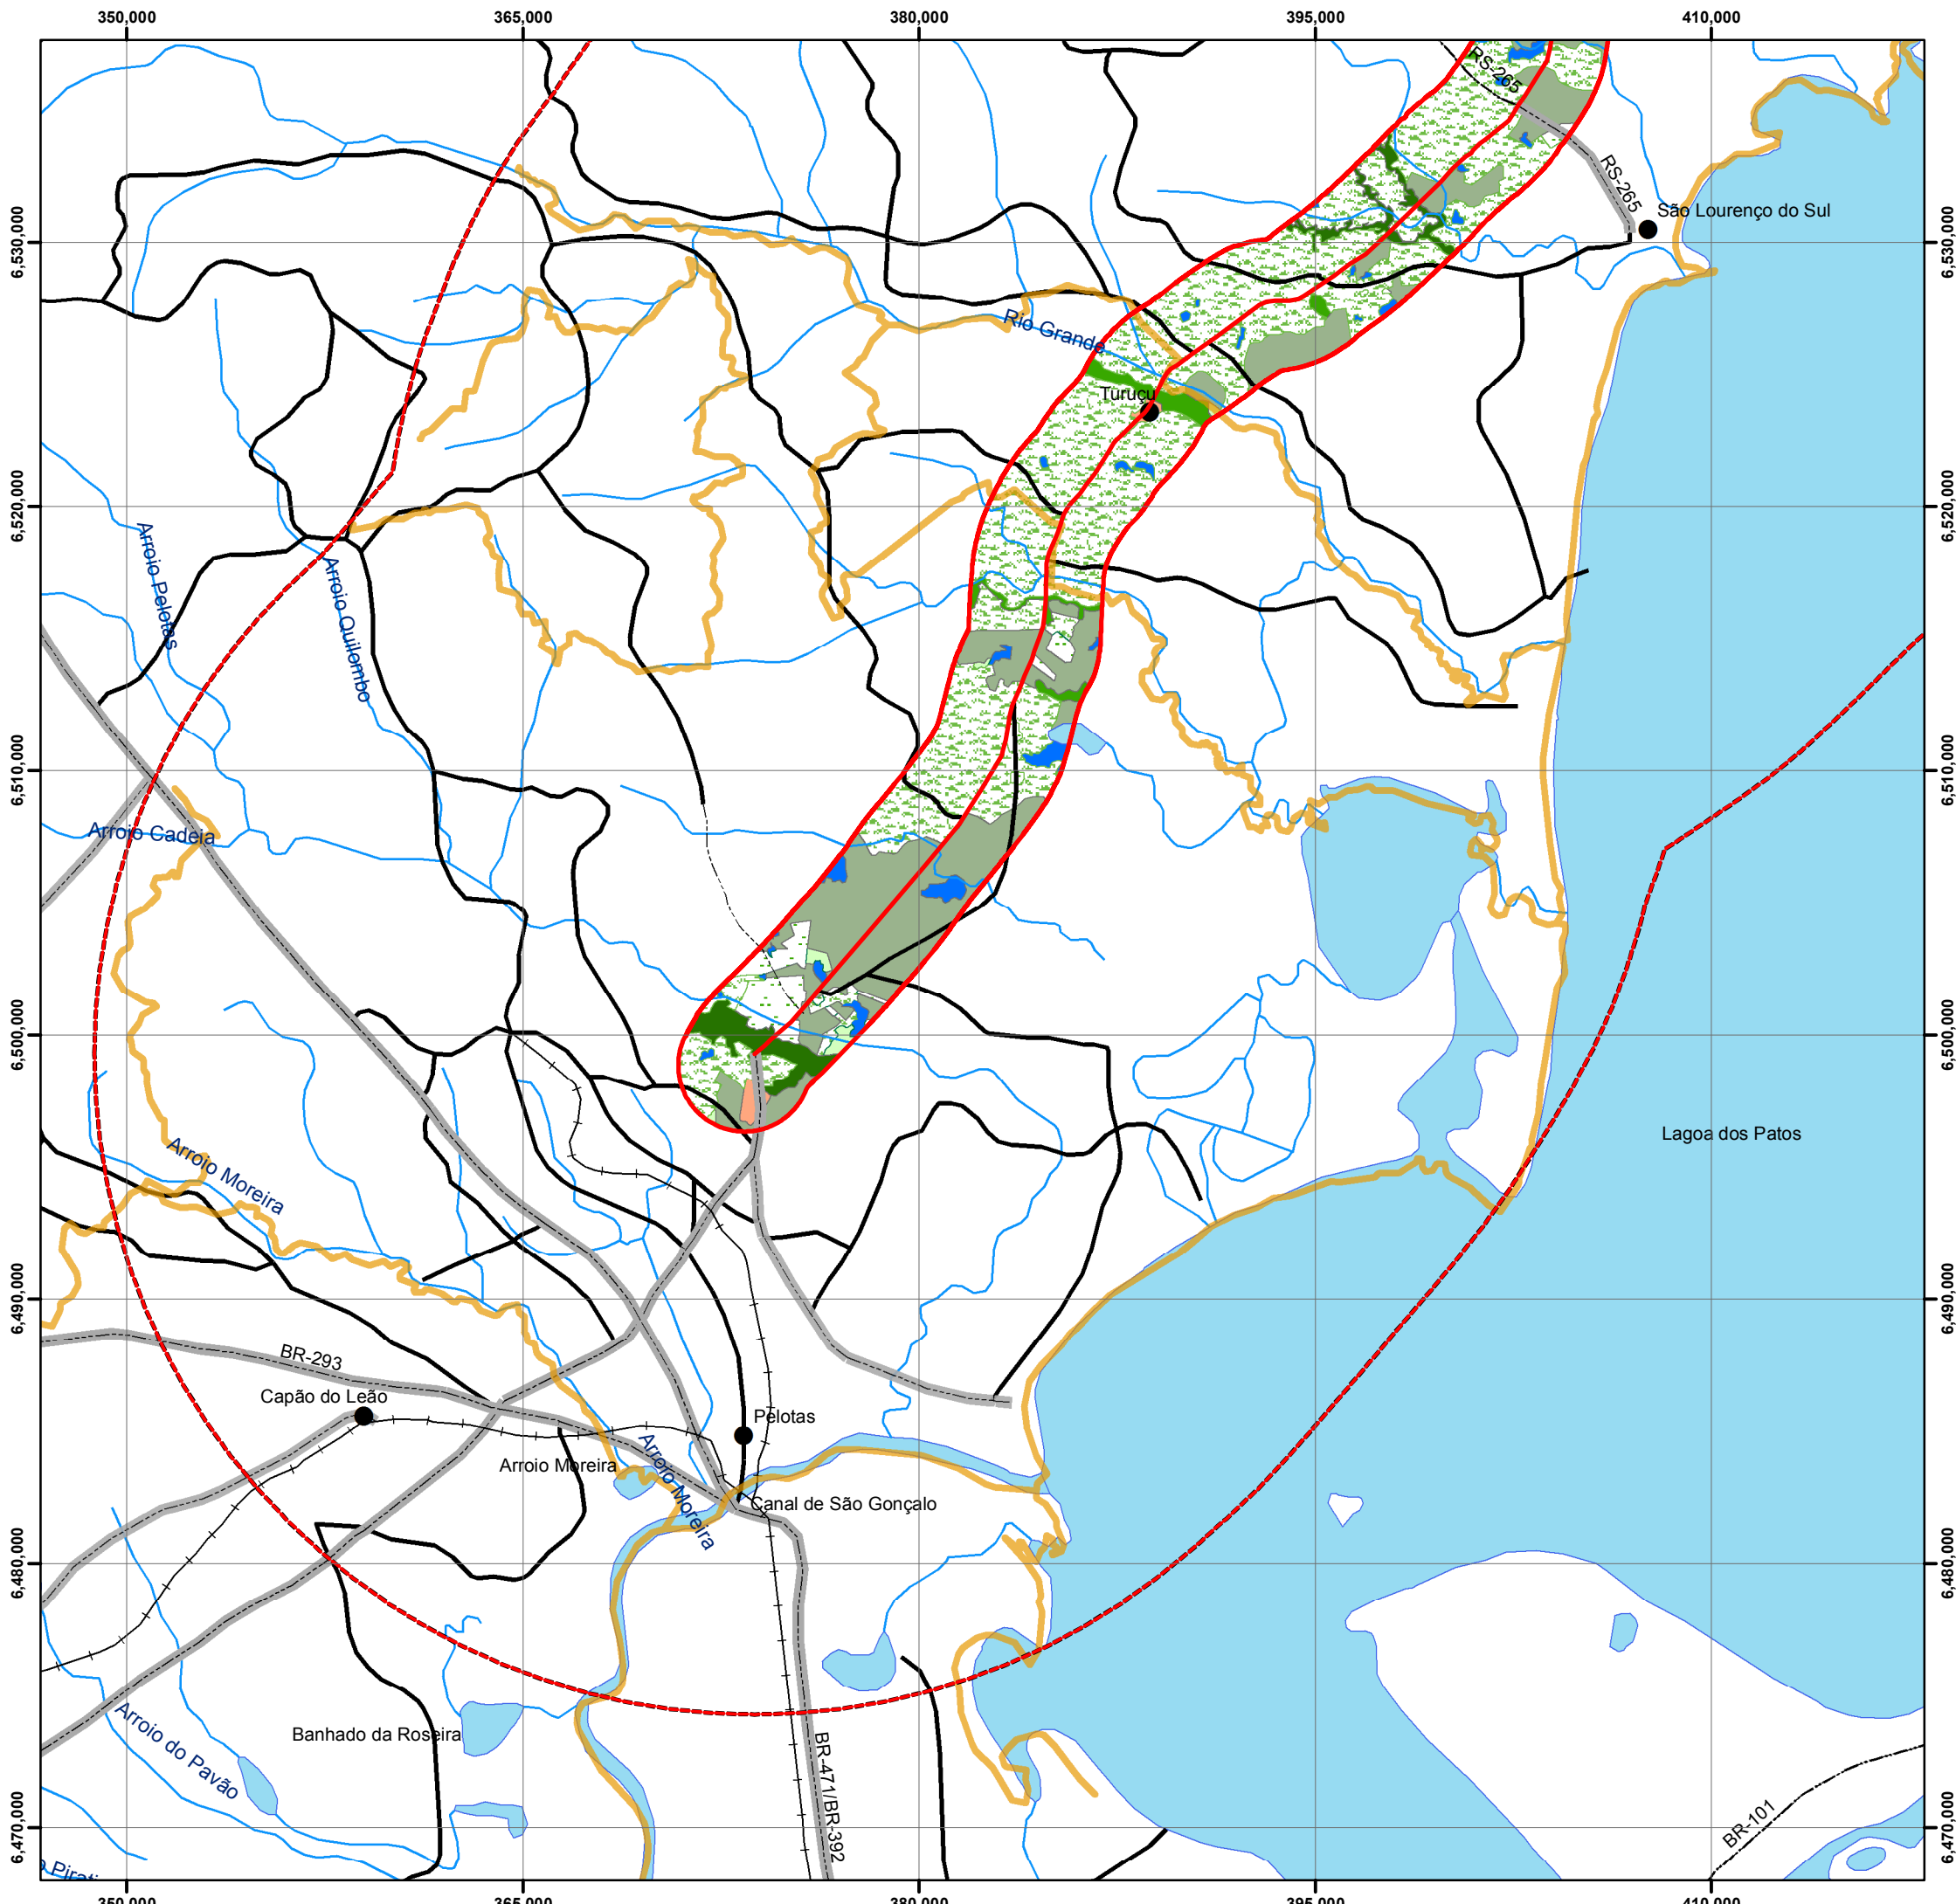 350,000
365,000
380,000
395,000
410,000
RS-265
RS-265
São Lourenço do Sul
6,530,000
6,530,000
Rio Grande
Turuçu
6,520,000
6,520,000
Arroio Pelotas
Arroio Quilombo
6,510,000
6,510,000
Arroio Cadeia
6,500,000
6,500,000
Lagoa dos Patos
Arroio Moreira
6,490,000
6,490,000
BR-293
Capão do Leão
Pelotas
Arroio Moreira
Arroio Moreira
Canal de São Gonçalo
6,480,000
6,480,000
Arroio do Pavão
Banhado da Roseira
BR-471/BR-392
BR-101
6,470,000
6,470,000
350,000
365,000
380,000
395,000
410,000